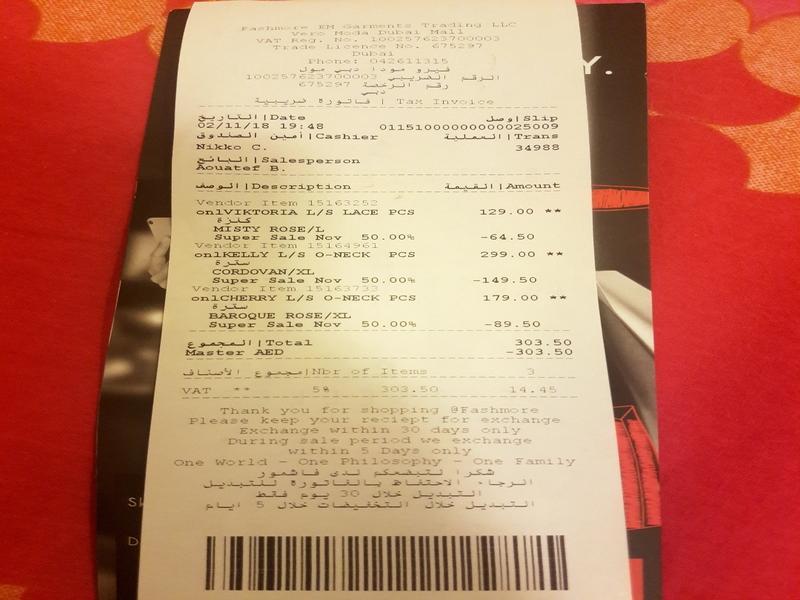 Fashmore EM Garments Trading LLC
Vero Moda Dubai Mall
VAT Reg. No. 100257623700003
Trade Licence No. 675297
Dubai
Phone: 042611315
فيرو مودا دبي مول
الرقم الضريبي 100257623700003
رقم الرخصة 675297
دبي
فاتورة ضريبية | Tax Invoice
التاريخ|Date وصل|Slip
02/11/18 19:48 01151000000000025009
أمين الصندوق|Cashier العملية|Trans
Nikko C. 34988
البائع|Salesperson
Aouatef B.
الوصف|Description القيمة|Amount
Vendor Item 15163252
onlVIKTORIA L/S LACE PCS 129.00 **
كنزة
MISTY ROSE/L
Super Sale Nov 50.00% -64.50
Vendor Item 15164961
onlKELLY L/S O-NECK PCS 299.00 **
سترة
CORDOVAN/XL
Super Sale Nov 50.00% -149.50
Vendor Item 15163733
onlCHERRY L/S O-NECK PCS 179.00 **
سترة
BAROQUE ROSE/XL
Super Sale Nov 50.00% -89.50
المجموع|Total 303.50
Master AED -303.50
مجموع الأصناف|Nbr of Items 3
VAT ** 5% 303.50 14.45
Thank you for shopping @Fashmore
Please keep your reciept for exchange
Exchange within 30 days only
During sale period we exchange
within 5 Days only
One World - One Philosophy - One Family
شكرا لتبضعكم لدى فاشمور
الرجاء الاحتفاظ بالفاتورة للتبديل
التبديل خلال 30 يوم فقط
التبديل خلال التخفيضات خلال 5 ايام
Y.